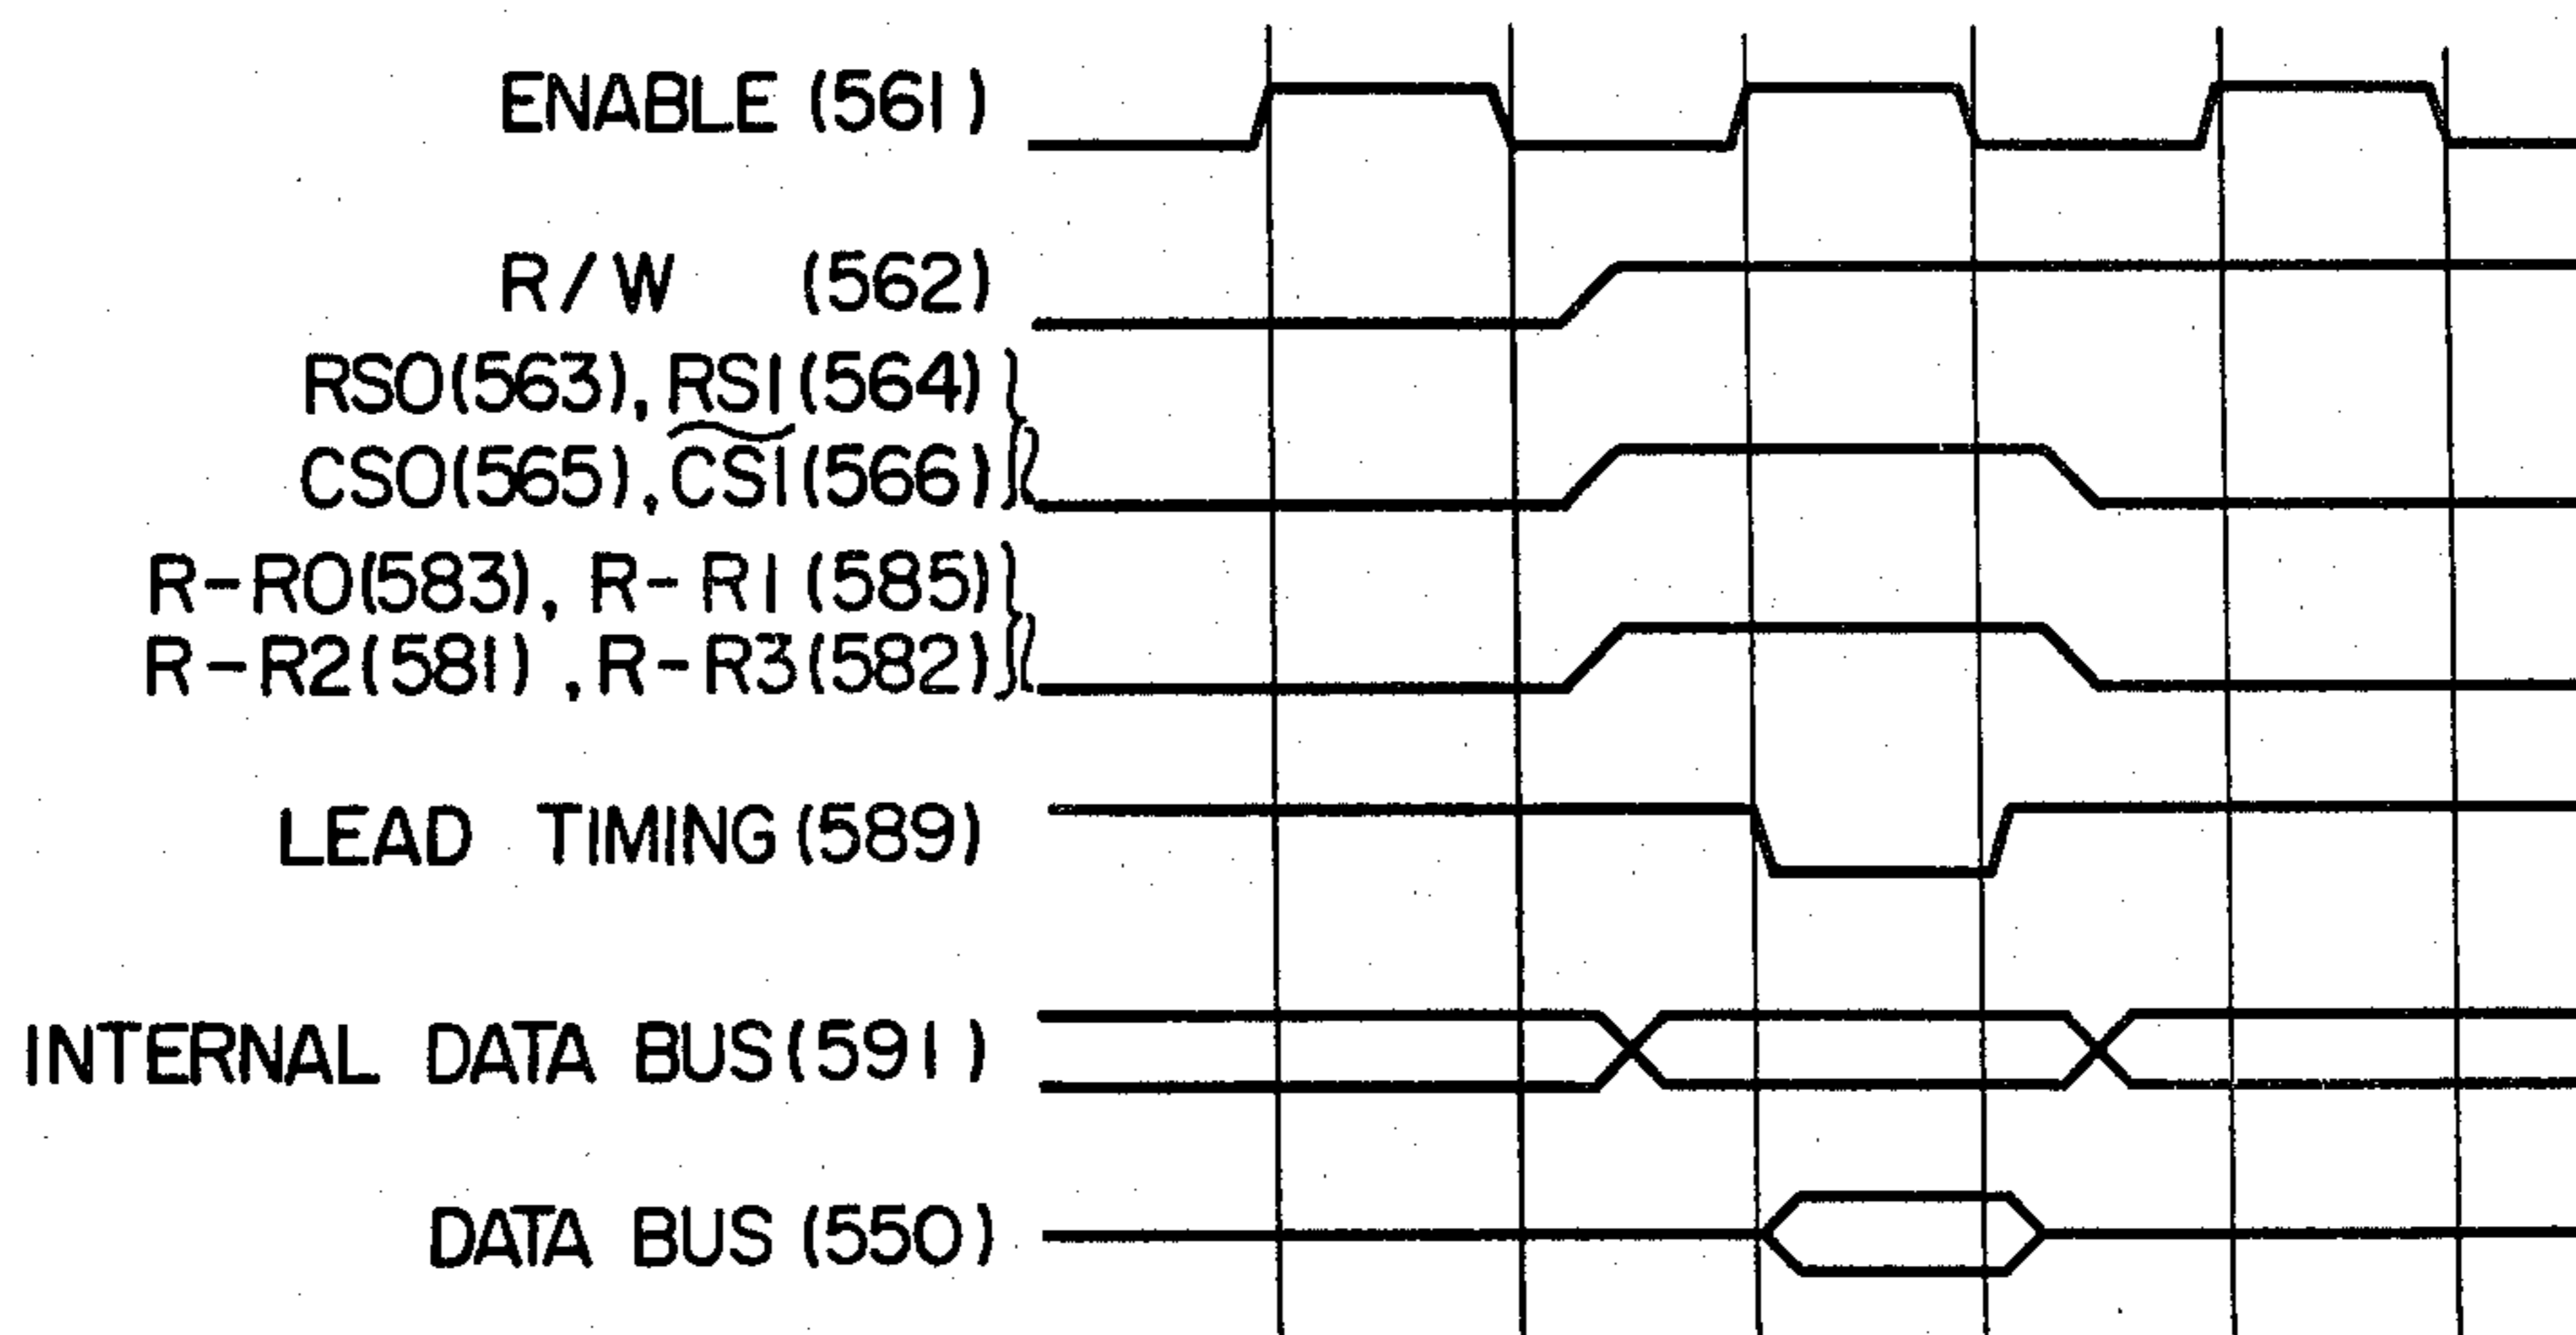 ENABLE (561)
R/W (562)
RS0(563), RS1(564)
CS0(565), CS1(566)
R-R0(583), R-R1(585)
R-R2(581), R-R3(582)
LEAD TIMING(589)
INTERNAL DATA BUS(591)
DATA BUS (550)